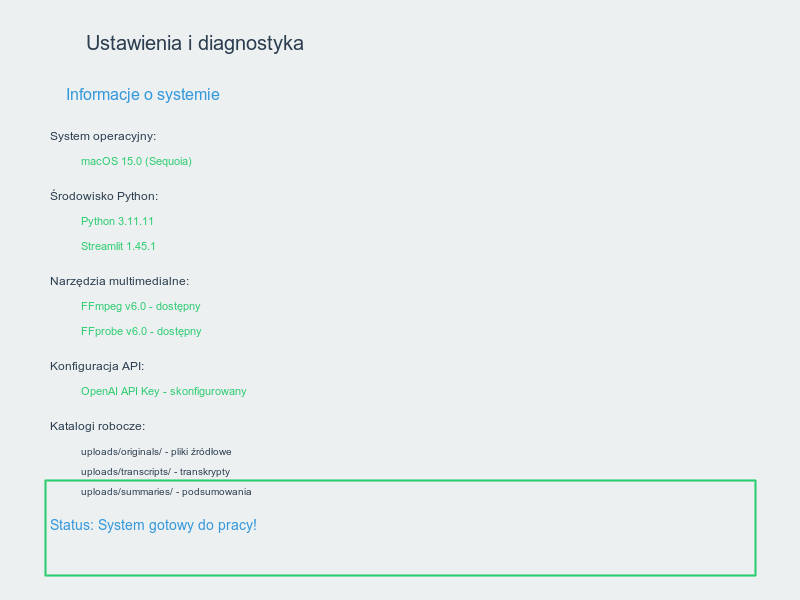 Ustawienia i diagnostyka
Informacje o systemie
System operacyjny:
macOS 15.0 (Sequoia)
Środowisko Python:
Python 3.11.11
Streamlit 1.45.1
Narzędzia multimedialne:
FFmpeg v6.0 - dostępny
FFprobe v6.0 - dostępny
Konfiguracja API:
OpenAI API Key - skonfigurowany
Katalogi robocze:
uploads/originals/ - pliki źródłowe
uploads/transcripts/ - transkrypty
uploads/summaries/ - podsumowania
Status: System gotowy do pracy!